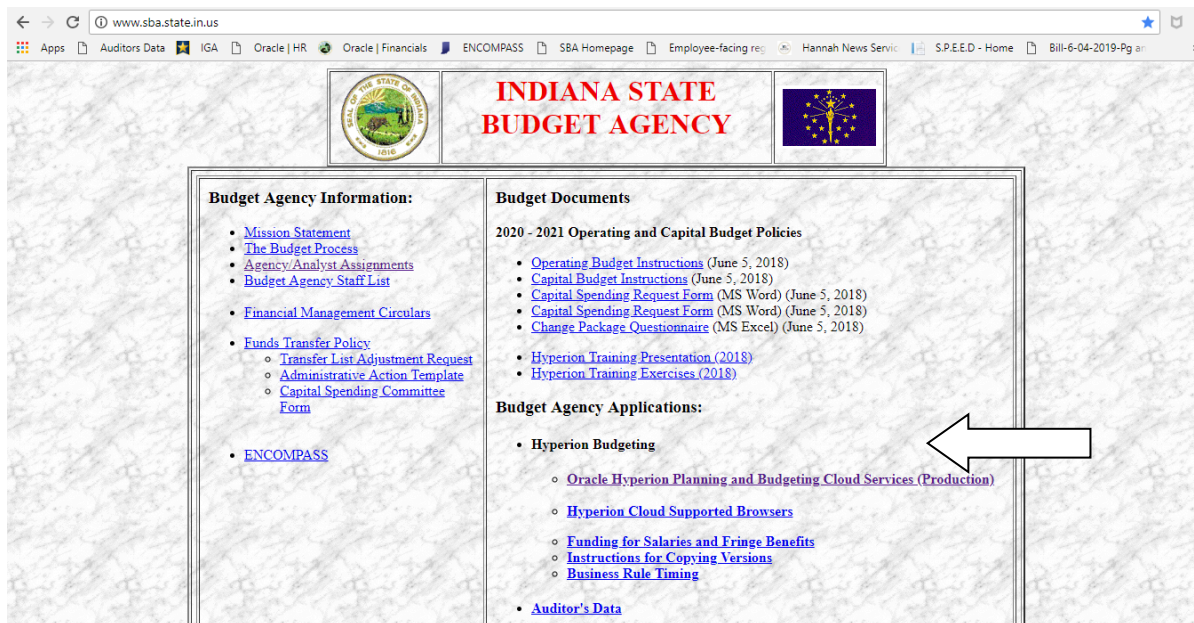 www.sba.state.in.us
Apps Auditors Data IGA Oracle | HR Oracle | Financials ENCOMPASS SBA Homepage Employee-facing reg Hannah News Servic S.P.E.E.D - Home Bill-6-04-2019-Pg ar
SEAL OF THE STATE OF INDIANA
1816
INDIANA STATE
BUDGET AGENCY
Budget Agency Information:
Mission Statement
The Budget Process
Agency/Analyst Assignments
Budget Agency Staff List
Financial Management Circulars
Funds Transfer Policy
Transfer List Adjustment Request
Administrative Action Template
Capital Spending Committee
Form
ENCOMPASS
Budget Documents
2020 - 2021 Operating and Capital Budget Policies
Operating Budget Instructions (June 5, 2018)
Capital Budget Instructions (June 5, 2018)
Capital Spending Request Form (MS Word) (June 5, 2018)
Capital Spending Request Form (MS Word) (June 5, 2018)
Change Package Questionnaire (MS Excel) (June 5, 2018)
Hyperion Training Presentation (2018)
Hyperion Training Exercises (2018)
Budget Agency Applications:
Hyperion Budgeting
Oracle Hyperion Planning and Budgeting Cloud Services (Production)
Hyperion Cloud Supported Browsers
Funding for Salaries and Fringe Benefits
Instructions for Copying Versions
Business Rule Timing
Auditor's Data